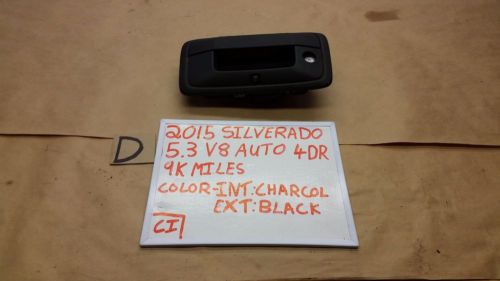 2015 SILVERADO
5.3 V8 AUTO 4DR
9K MILES
COLOR-INT:CHARCOL
EXT:BLACK
CI
D